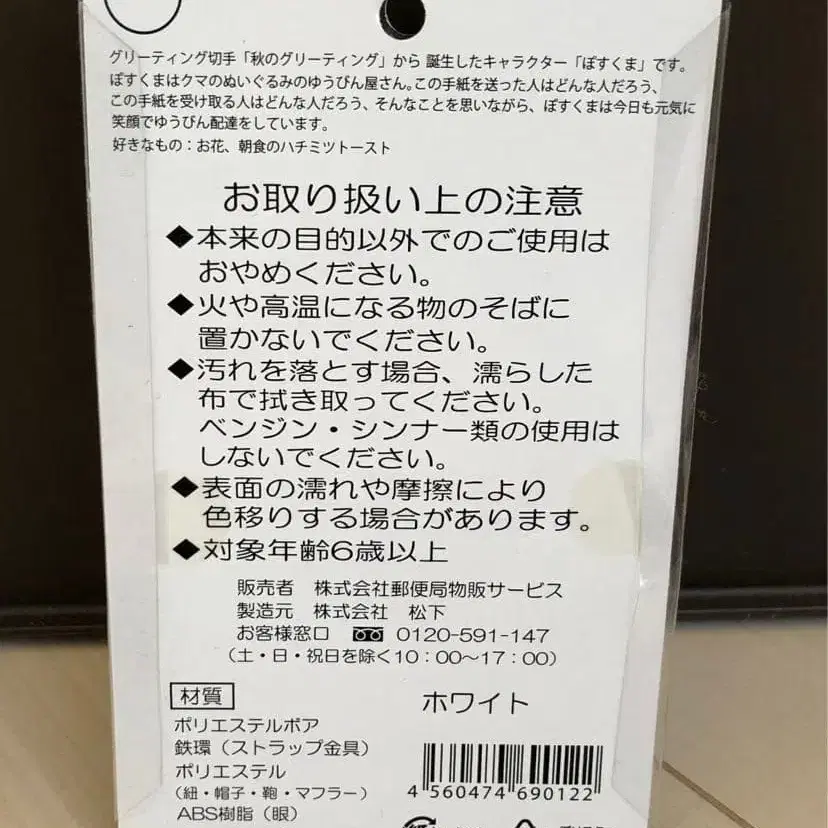 グリーティング切手「秋のグリーティング」から 誕生したキャラクター「ぽすくま」です。
ぽすくまはクマのぬいぐるみのゆうびん屋さん。この手紙を送った人はどんな人だろう、
この手紙を受け取る人はどんな人だろう、そんなことを思いながら、ぽすくまは今日も元気に
笑顔でゆうびん配達をしています。
好きなもの：お花、朝食のハチミツトースト
お取り扱い上の注意
◆本来の目的以外でのご使用は
おやめください。
◆火や高温になる物のそばに
置かないでください。
◆汚れを落とす場合、濡らした
布で拭き取ってください。
ベンジン・シンナー類の使用は
しないでください。
◆表面の濡れや摩擦により
色移りする場合があります。
◆対象年齢6歳以上
販売者 株式会社郵便局物販サービス
製造元 株式会社 松下
お客様窓口 0120-591-147
（土・日・祝日を除く10：00〜17：00）
材質
ホワイト
ポリエステルボア
鉄環（ストラップ金具）
ポリエステル
（紐・帽子・鞄・マフラー）
ABS樹脂（眼）
4 560474 690122